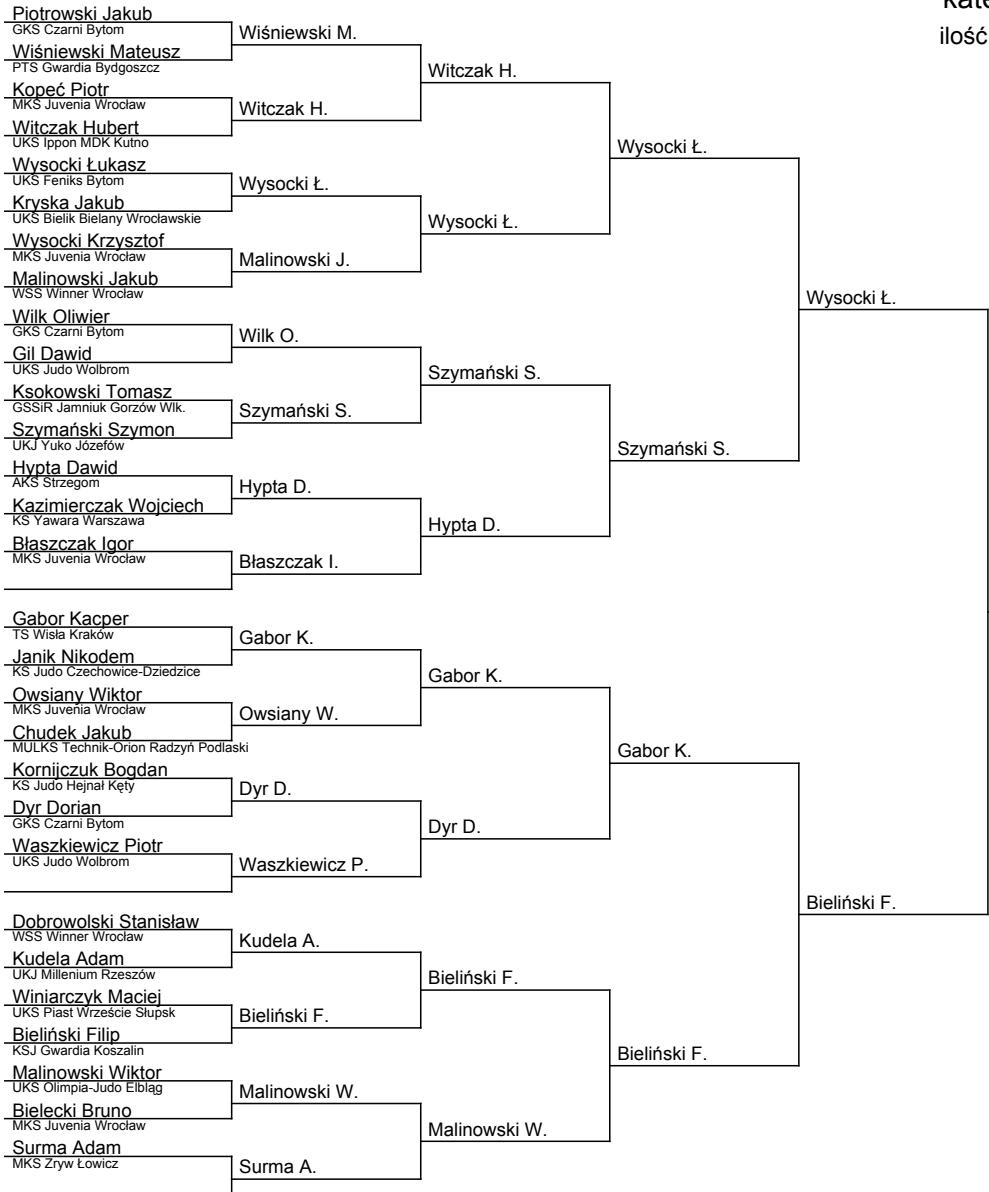 Piotrowski Jakub
GKS Czarni Bytom
Wiśniewski M.
Wiśniewski Mateusz
PTS Gwardia Bydgoszcz
Witczak H.
Kopeć Piotr
MKS Juvenia Wrocław
Witczak H.
Witczak Hubert
UKS Ippon MDK Kutno
Wysocki Ł.
Wysocki Łukasz
UKS Feniks Bytom
Wysocki Ł.
Kryska Jakub
UKS Bielik Bielany Wrocławskie
Wysocki Ł.
Wysocki Krzysztof
MKS Juvenia Wrocław
Malinowski J.
Malinowski Jakub
WSS Winner Wrocław
Wysocki Ł.
Wilk Oliwier
GKS Czarni Bytom
Wilk O.
Gil Dawid
UKS Judo Wolbrom
Szymański S.
Ksokowski Tomasz
GSSiR Jamniuk Gorzów Wlk.
Szymański S.
Szymański Szymon
UKJ Yuko Józefów
Szymański S.
Hypta Dawid
AKS Strzegom
Hypta D.
Kazimierczak Wojciech
KS Yawara Warszawa
Hypta D.
Błaszczak Igor
MKS Juvenia Wrocław
Błaszczak I.
Gabor Kacper
TS Wisła Kraków
Gabor K.
Janik Nikodem
KS Judo Czechowice-Dziedzice
Gabor K.
Owsiany Wiktor
MKS Juvenia Wrocław
Owsiany W.
Chudek Jakub
MULKS Technik-Orion Radzyń Podlaski
Gabor K.
Kornijczuk Bogdan
KS Judo Hejnał Kęty
Dyr D.
Dyr Dorian
GKS Czarni Bytom
Dyr D.
Waszkiewicz Piotr
UKS Judo Wolbrom
Waszkiewicz P.
Bieliński F.
Dobrowolski Stanisław
WSS Winner Wrocław
Kudela A.
Kudela Adam
UKJ Millenium Rzeszów
Bieliński F.
Winiarczyk Maciej
UKS Piast Wrzeście Słupsk
Bieliński F.
Bieliński Filip
KSJ Gwardia Koszalin
Bieliński F.
Malinowski Wiktor
UKS Olimpia-Judo Elbląg
Malinowski W.
Bielecki Bruno
MKS Juvenia Wrocław
Malinowski W.
Surma Adam
MKS Zryw Łowicz
Surma A.
ilość